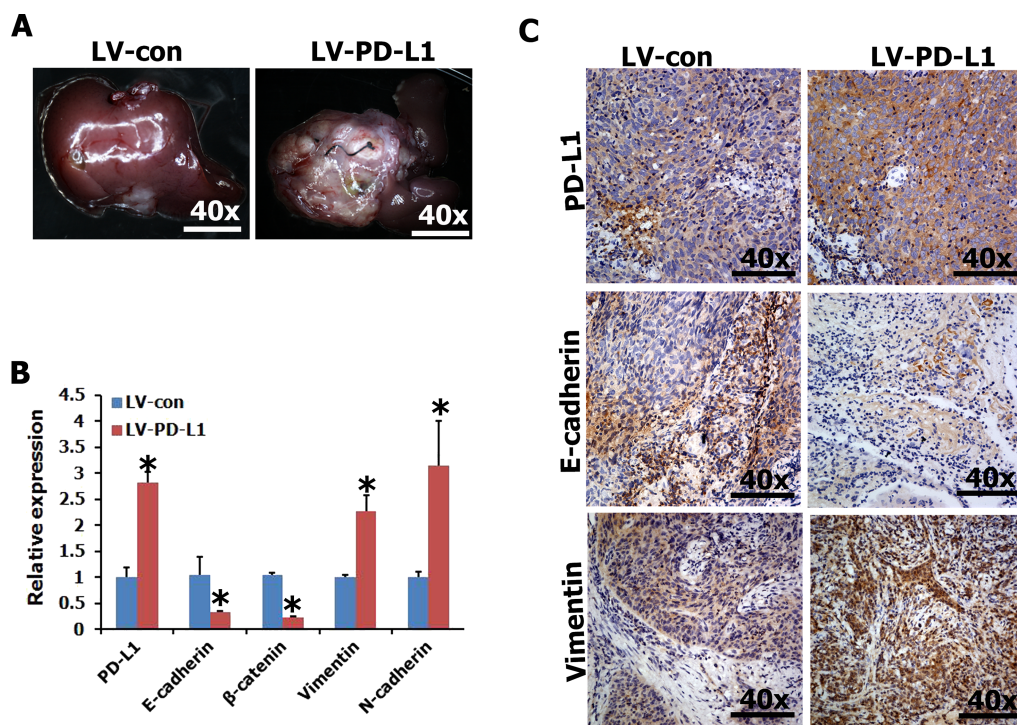 A
LV-con
LV-PD-L1
40x
40x
B
4.5
4
3.5
3
2.5
2
1.5
1
0.5
0
Relative expression
LV-con
LV-PD-L1
*
*
*
*
*
PD-L1
E-cadherin
β-catenin
Vimentin
N-cadherin
C
LV-con
LV-PD-L1
PD-L1
40x
40x
E-cadherin
40x
40x
Vimentin
40x
40x